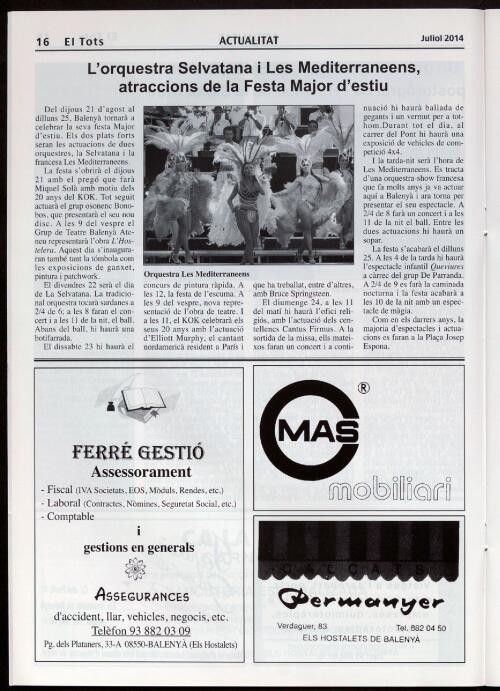 16 El Tots
ACTUALITAT
Juliol 2014
L'orquestra Selvatana i Les Mediterraneens,
atraccions de la Festa Major d'estiu
Del dijous 21 d'agost al
dilluns 25, Balenyà tornarà a
celebrar la seva festa Major
d'estiu. Els dos plats forts
seran les actuacions de dues
orquestres, la Selvatana i la
francesa Les Mediterraneens.
La festa s'obrirà el dijous
21 amb el pregó que farà
Miquel Solà amb motiu dels
20 anys del KOK. Tot seguit
actuarà el grup osonenc Bono-
bos, que presentarà el seu nou
disc. A les 9 del vespre el
Grup de Teatre Balenyà Ate-
neu representarà l'obra L'Hos-
telera. Aquest dia s'inaugura-
ran també tant la tómbola com
les exposicions de ganxet,
pintura i patchwork.
El divendres 22 serà el dia
de La Selvatana. La tradicio-
nal orquestra tocarà sardanes a
2/4 de 6; a les 8 faran el con-
cert i a les 11 de la nit, el ball.
Abans del ball, hi haurà una
botifarrada.
El dissabte 23 hi haurà el
Orquestra Les Mediterraneens
concurs de pintura ràpida. A
les 12, la festa de l'escuma. A
les 9 del vespre, nova repre-
sentació de l'obra de teatre. I
a les 11, el KOK celebrarà els
seus 20 anys amb l'actuació
d'Elliott Murphy, el cantant
nordamericà resident a París i
que ha treballat, entre d'altres,
amb Bruce Springsteen.
El diumenge 24, a les 11
del matí hi haurà l'ofici reli-
giós, amb l'actuació dels cen-
tellencs Cantus Firmus. A la
sortida de la missa, ells matei-
xos faran un concert i a conti-
nuació hi haurà ballada de
gegants i un vermut per a tot-
hom.Durant tot el dia, al
carrer del Pont hi haurà una
exposició de vehicles de com-
petició 4x4.
I la tarda-nit serà l'hora de
Les Mediterraneens. Es tracta
d'una orquestra-show francesa
que fa molts anys ja va actuar
aquí a Balenyà i ara torna per
presentar el seu espectacle. A
2/4 de 8 farà un concert i a les
11 de la nit el ball. Entre les
dues actuacions hi haurà un
sopar.
La festa s'acabarà el dilluns
25. A les 4 de la tarda hi haurà
l'espectacle infantil Quevinres
a càrrec del grup De Parranda.
A 2/4 de 9 es farà la caminada
nocturna i la festa acabarà a
les 10 de la nit amb un espec-
tacle de màgia.
Com en els darrers anys, la
majoria d'espectacles i actua-
cions es faran a la Plaça Josep
Espona.
FERRÉ GESTIÓ
Assessorament
- Fiscal (IVA Societats, EOS, Mòduls, Rendes, etc.)
- Laboral (Contractes, Nòmines, Seguretat Social, etc.)
- Comptable
i
gestions en generals
ASSEGURANCES
d'accident, llar, vehicles, negocis, etc.
Telèfon 93 882 03 09
Pg. dels Plataners, 33-A 08550-BALENYÀ (Els Hostalets)
®
MAS
mobiliari
CALÇATS
Permanyer
Verdaguer, 83
Tel. 882 04 50
ELS HOSTALETS DE BALENYÀ